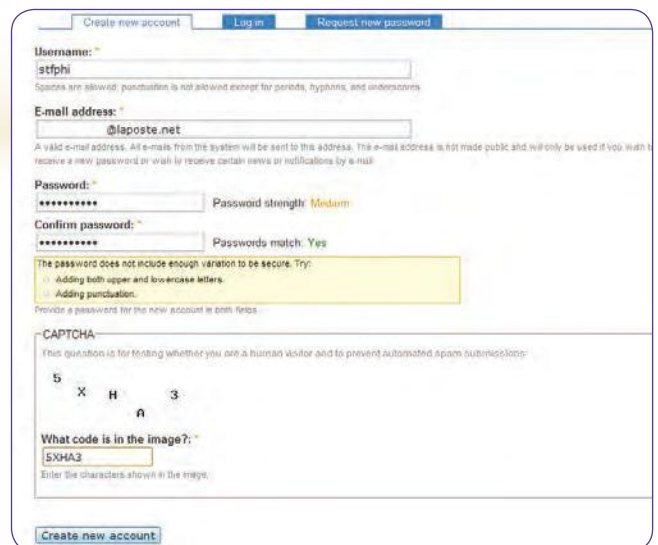 Create new account Log in Request new password
Username: *
stfphi
Spaces are allowed; punctuation is not allowed except for periods, hyphens, and underscores.
E-mail address: *
@laposte.net
A valid e-mail address. All e-mails from the system will be sent to this address. The e-mail address is not made public and will only be used if you wish t
receive a new password or wish to receive certain news or notifications by e-mail.
Password: *
•••••••••• Password strength: Medium
Confirm password: *
•••••••••• Passwords match: Yes
The password does not include enough variation to be secure. Try:
Adding both upper and lowercase letters.
Adding punctuation.
Provide a password for the new account in both fields.
CAPTCHA
This question is for testing whether you are a human visitor and to prevent automated spam submissions.
5 X H A 3
What code is in the image?: *
5XHA3
Enter the characters shown in the image.
Create new account